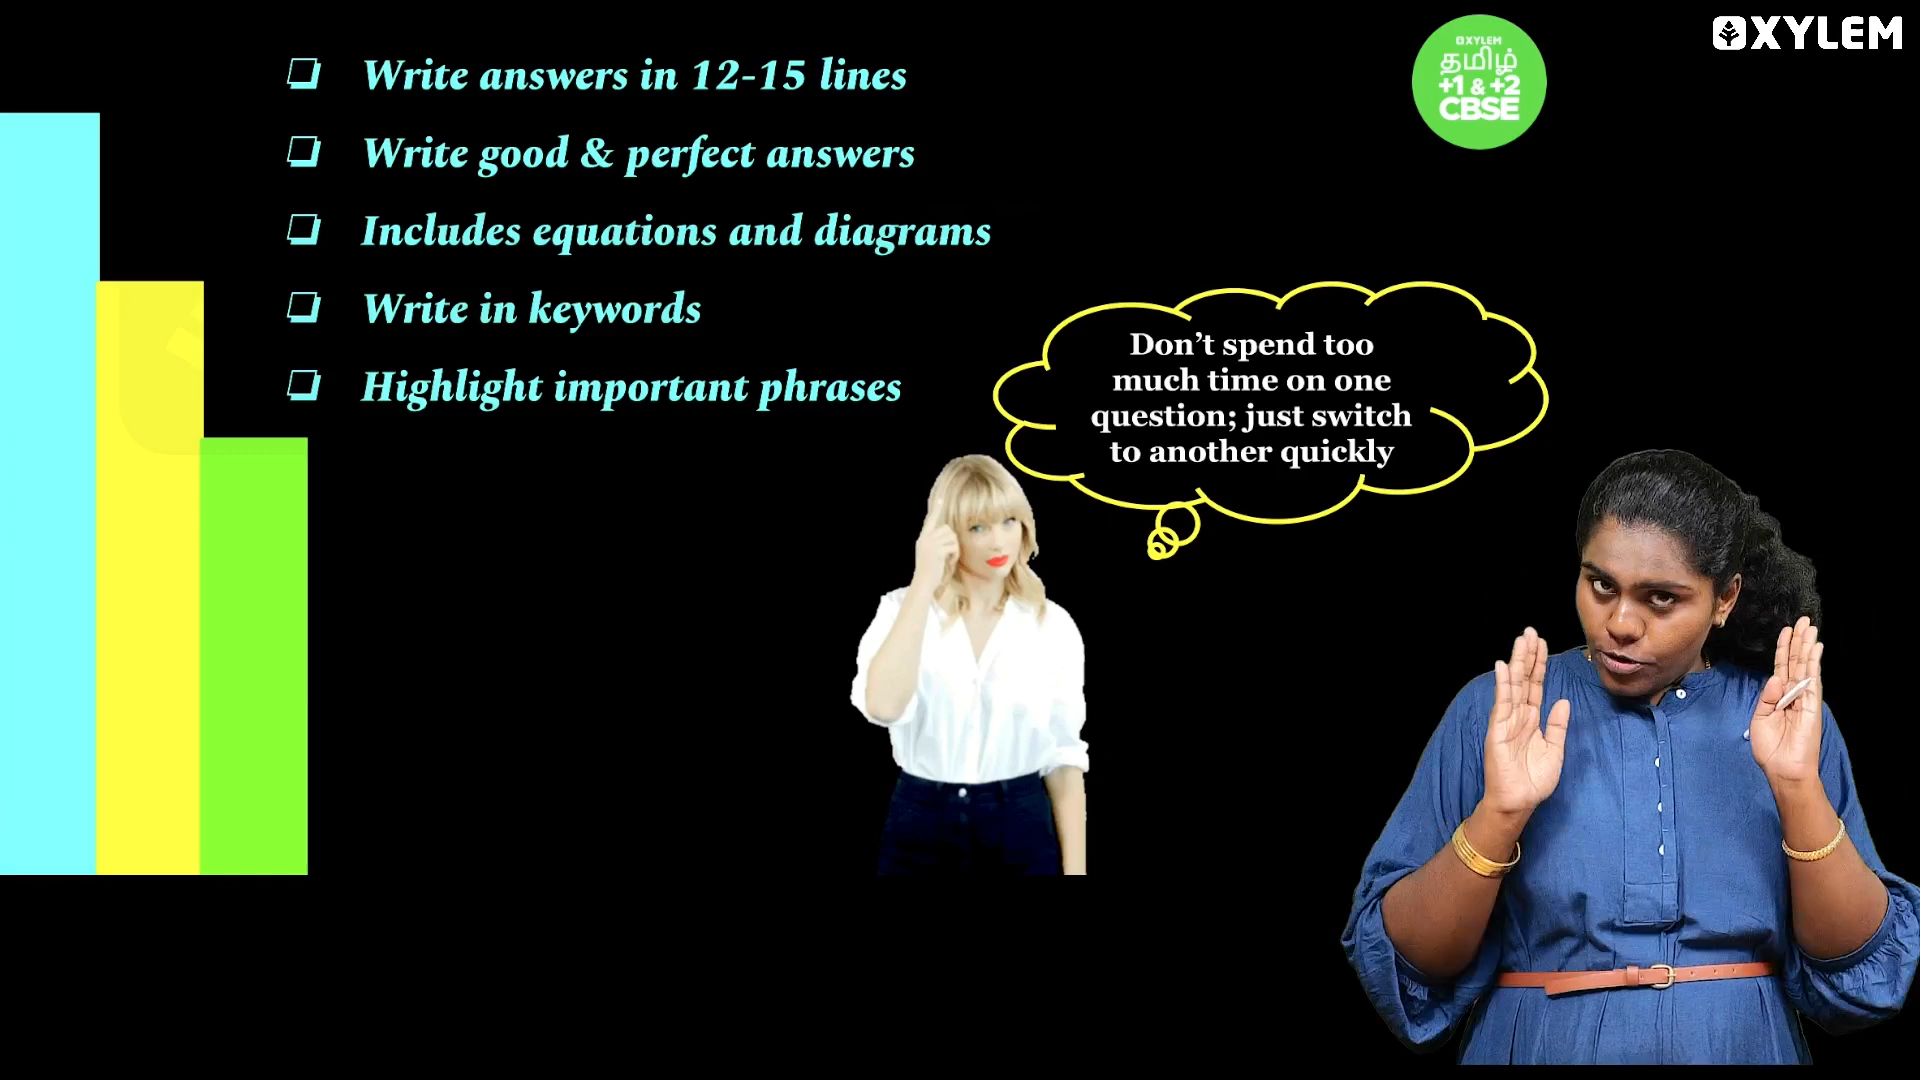 XYLEM
XYLEM
தமிழ்
+1 & +2
CBSE
Write answers in 12-15 lines
Write good & perfect answers
Includes equations and diagrams
Write in keywords
Highlight important phrases
Don’t spend too
much time on one
question; just switch
to another quickly